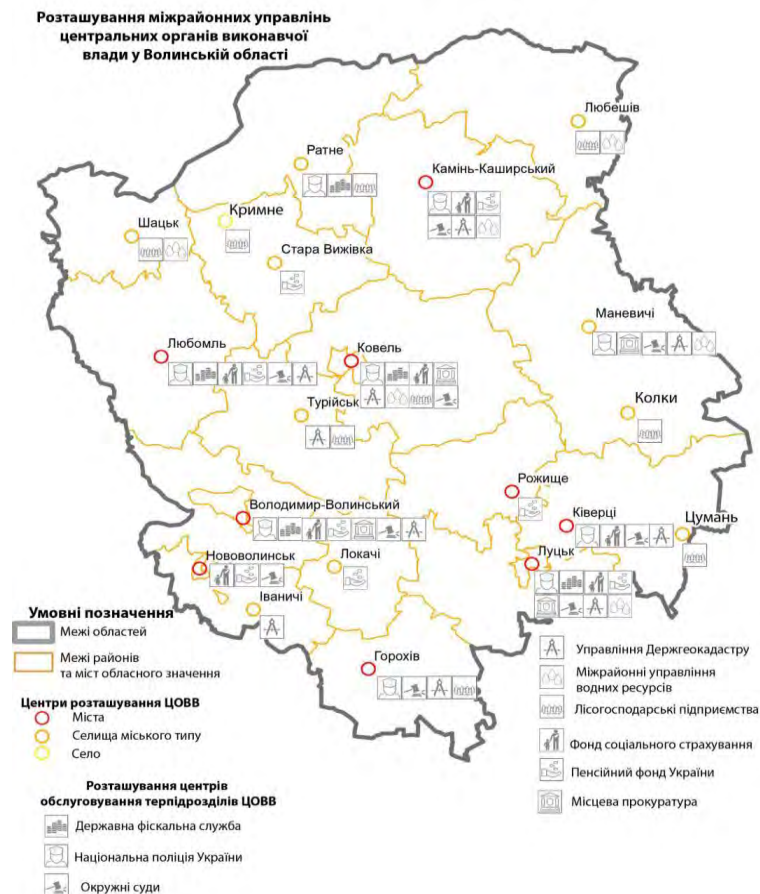 Розташування міжрайонних управлінь
центральних органів виконавчої
влади у Волинській області
Любешів
Ратне
Камінь-Каширський
Шацьк
Кримне
Стара Вижівка
Маневичі
Любомль
Ковель
Турійськ
Колки
Рожище
Володимир-Волинський
Ківерці
Цумань
Нововолинськ
Локачі
Луцьк
Іваничі
Горохів
Умовні позначення
Межі областей
Межі районів
та міст обласного значення
Центри розташування ЦОВВ
Міста
Селища міського типу
Село
Розташування центрів
обслуговування терпідрозділів ЦОВВ
Державна фіскальна служба
Національна поліція України
Окружні суди
Управління Держгеокадастру
Міжрайонні управління
водних ресурсів
Лісогосподарські підприємства
Фонд соціального страхування
Пенсійний фонд України
Місцева прокуратура